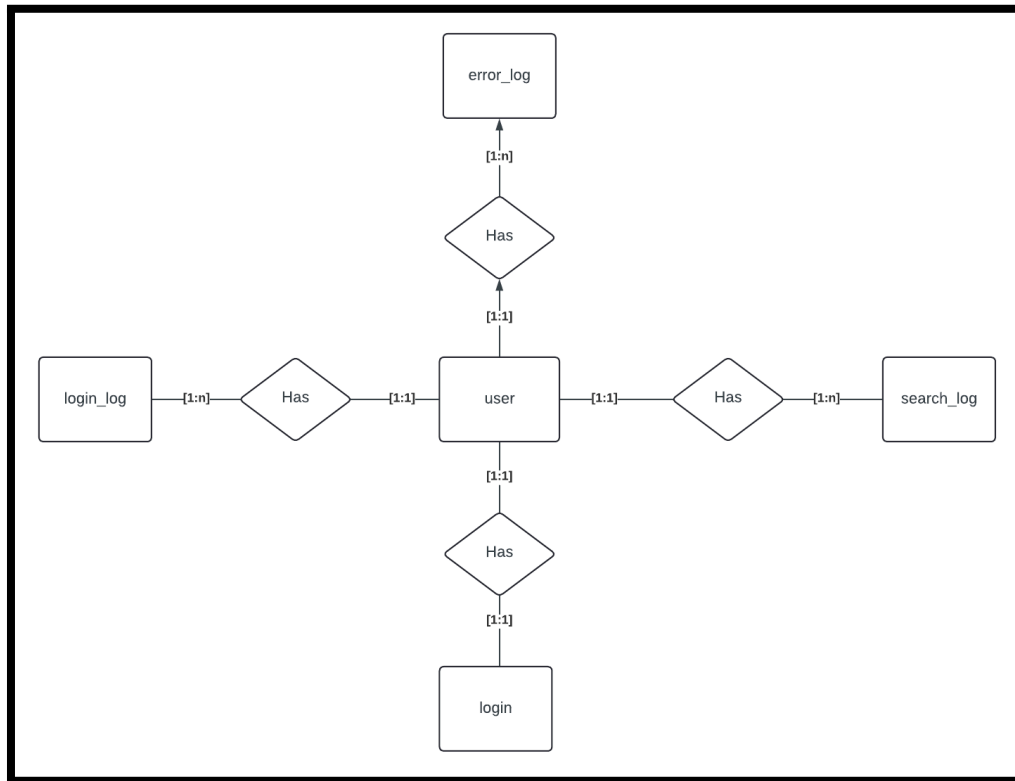 error_log
[1:n]
Has
[1:1]
login_log
[1:n]
Has
[1:1]
user
[1:1]
Has
[1:n]
search_log
[1:1]
Has
[1:1]
login